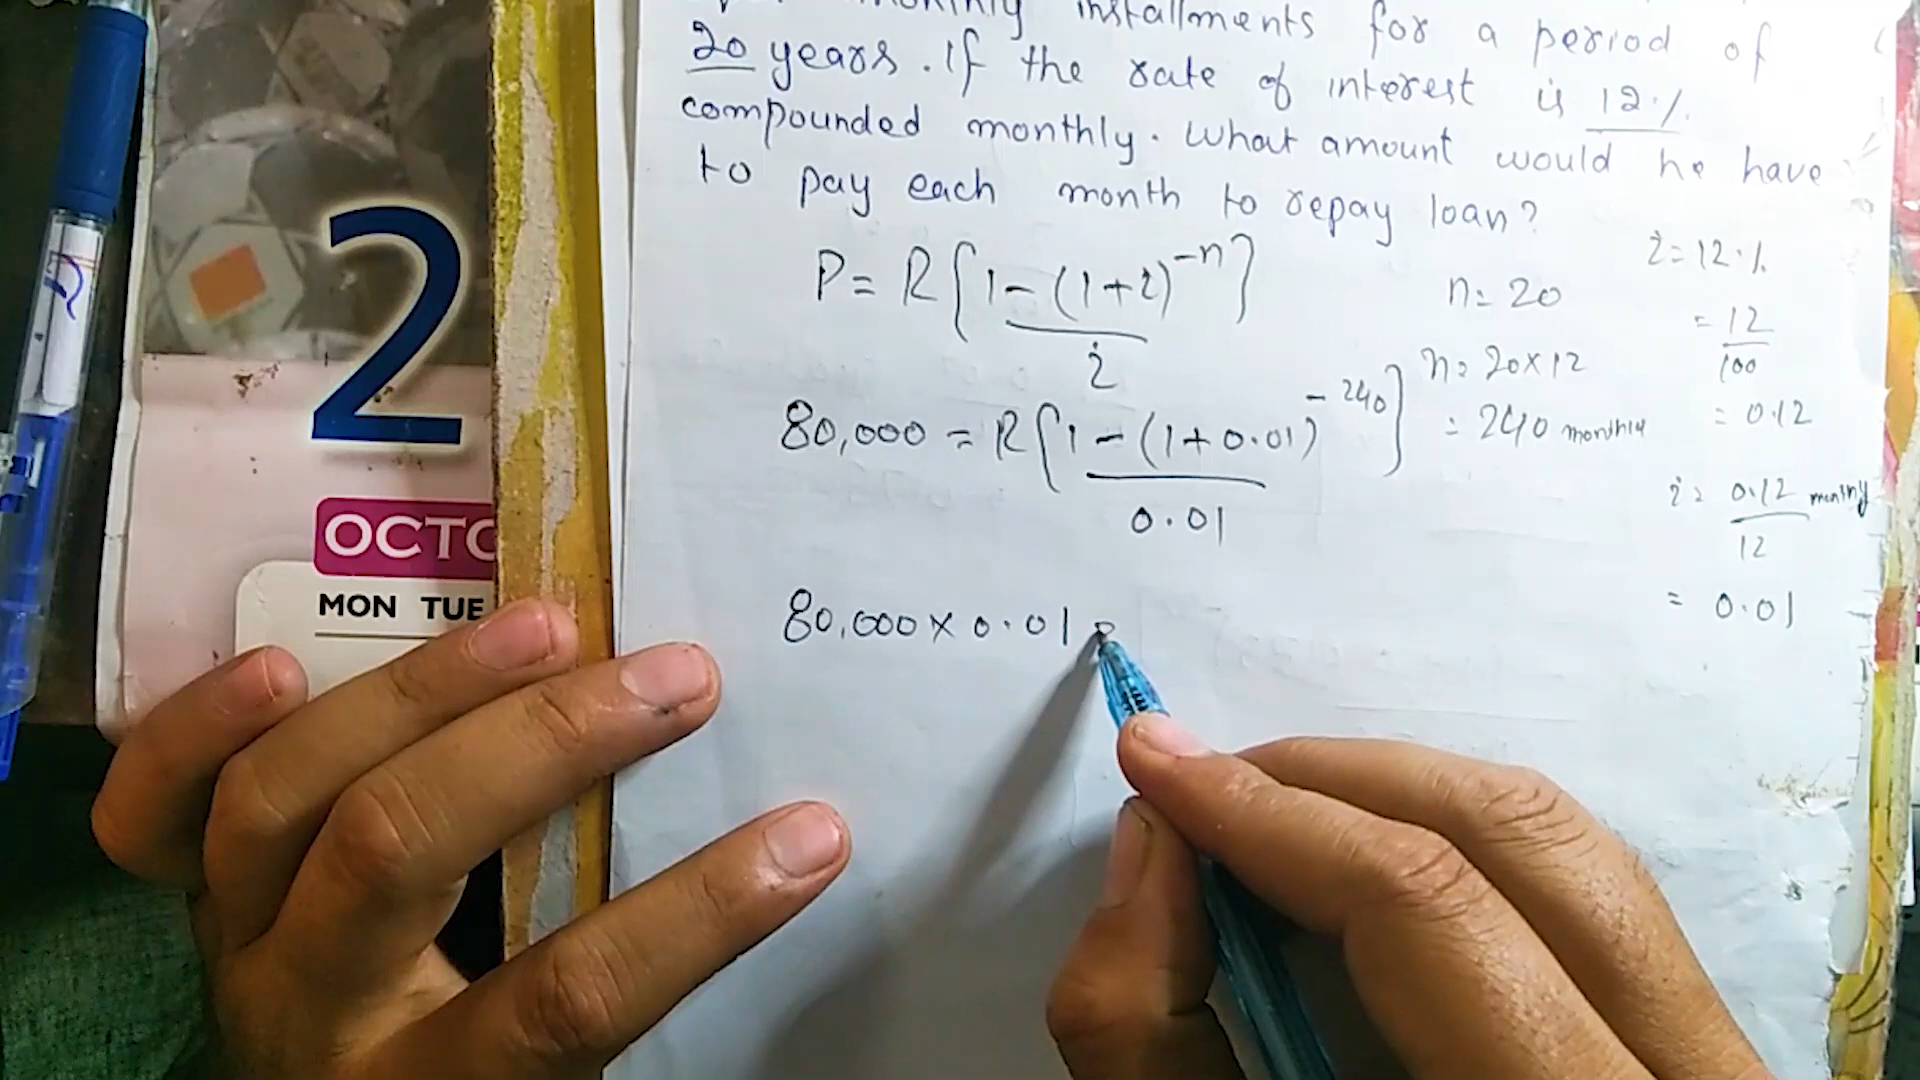 monthly installments for a period of
20 years. If the rate of interest is 12%
compounded monthly. What amount would he have
to pay each month to repay loan?
P = R{1-(1+i)^-n}
i
n = 20
i = 12%
= 12
100
= 0.12
n = 20x12
= 240 monthly
80,000 = R{1-(1+0.01)^-240]
0.01
i = 0.12 monthly
12
= 0.01
80,000 x 0.01
2
OCTO
MON TUE